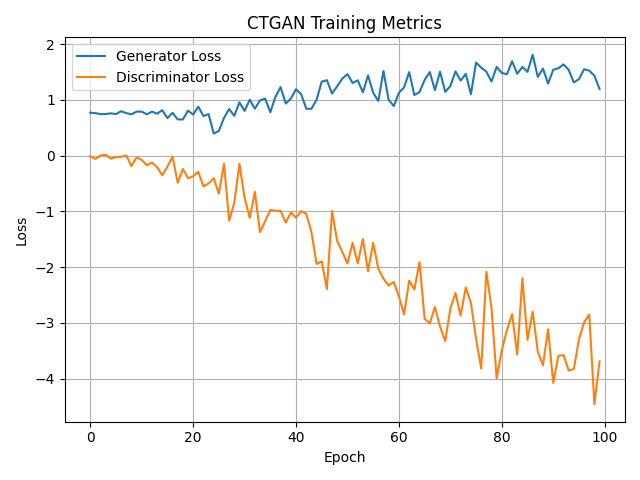 CTGAN Training Metrics
Generator Loss
Discriminator Loss
2
1
0
−1
−2
−3
−4
Loss
0 20 40 60 80 100
Epoch